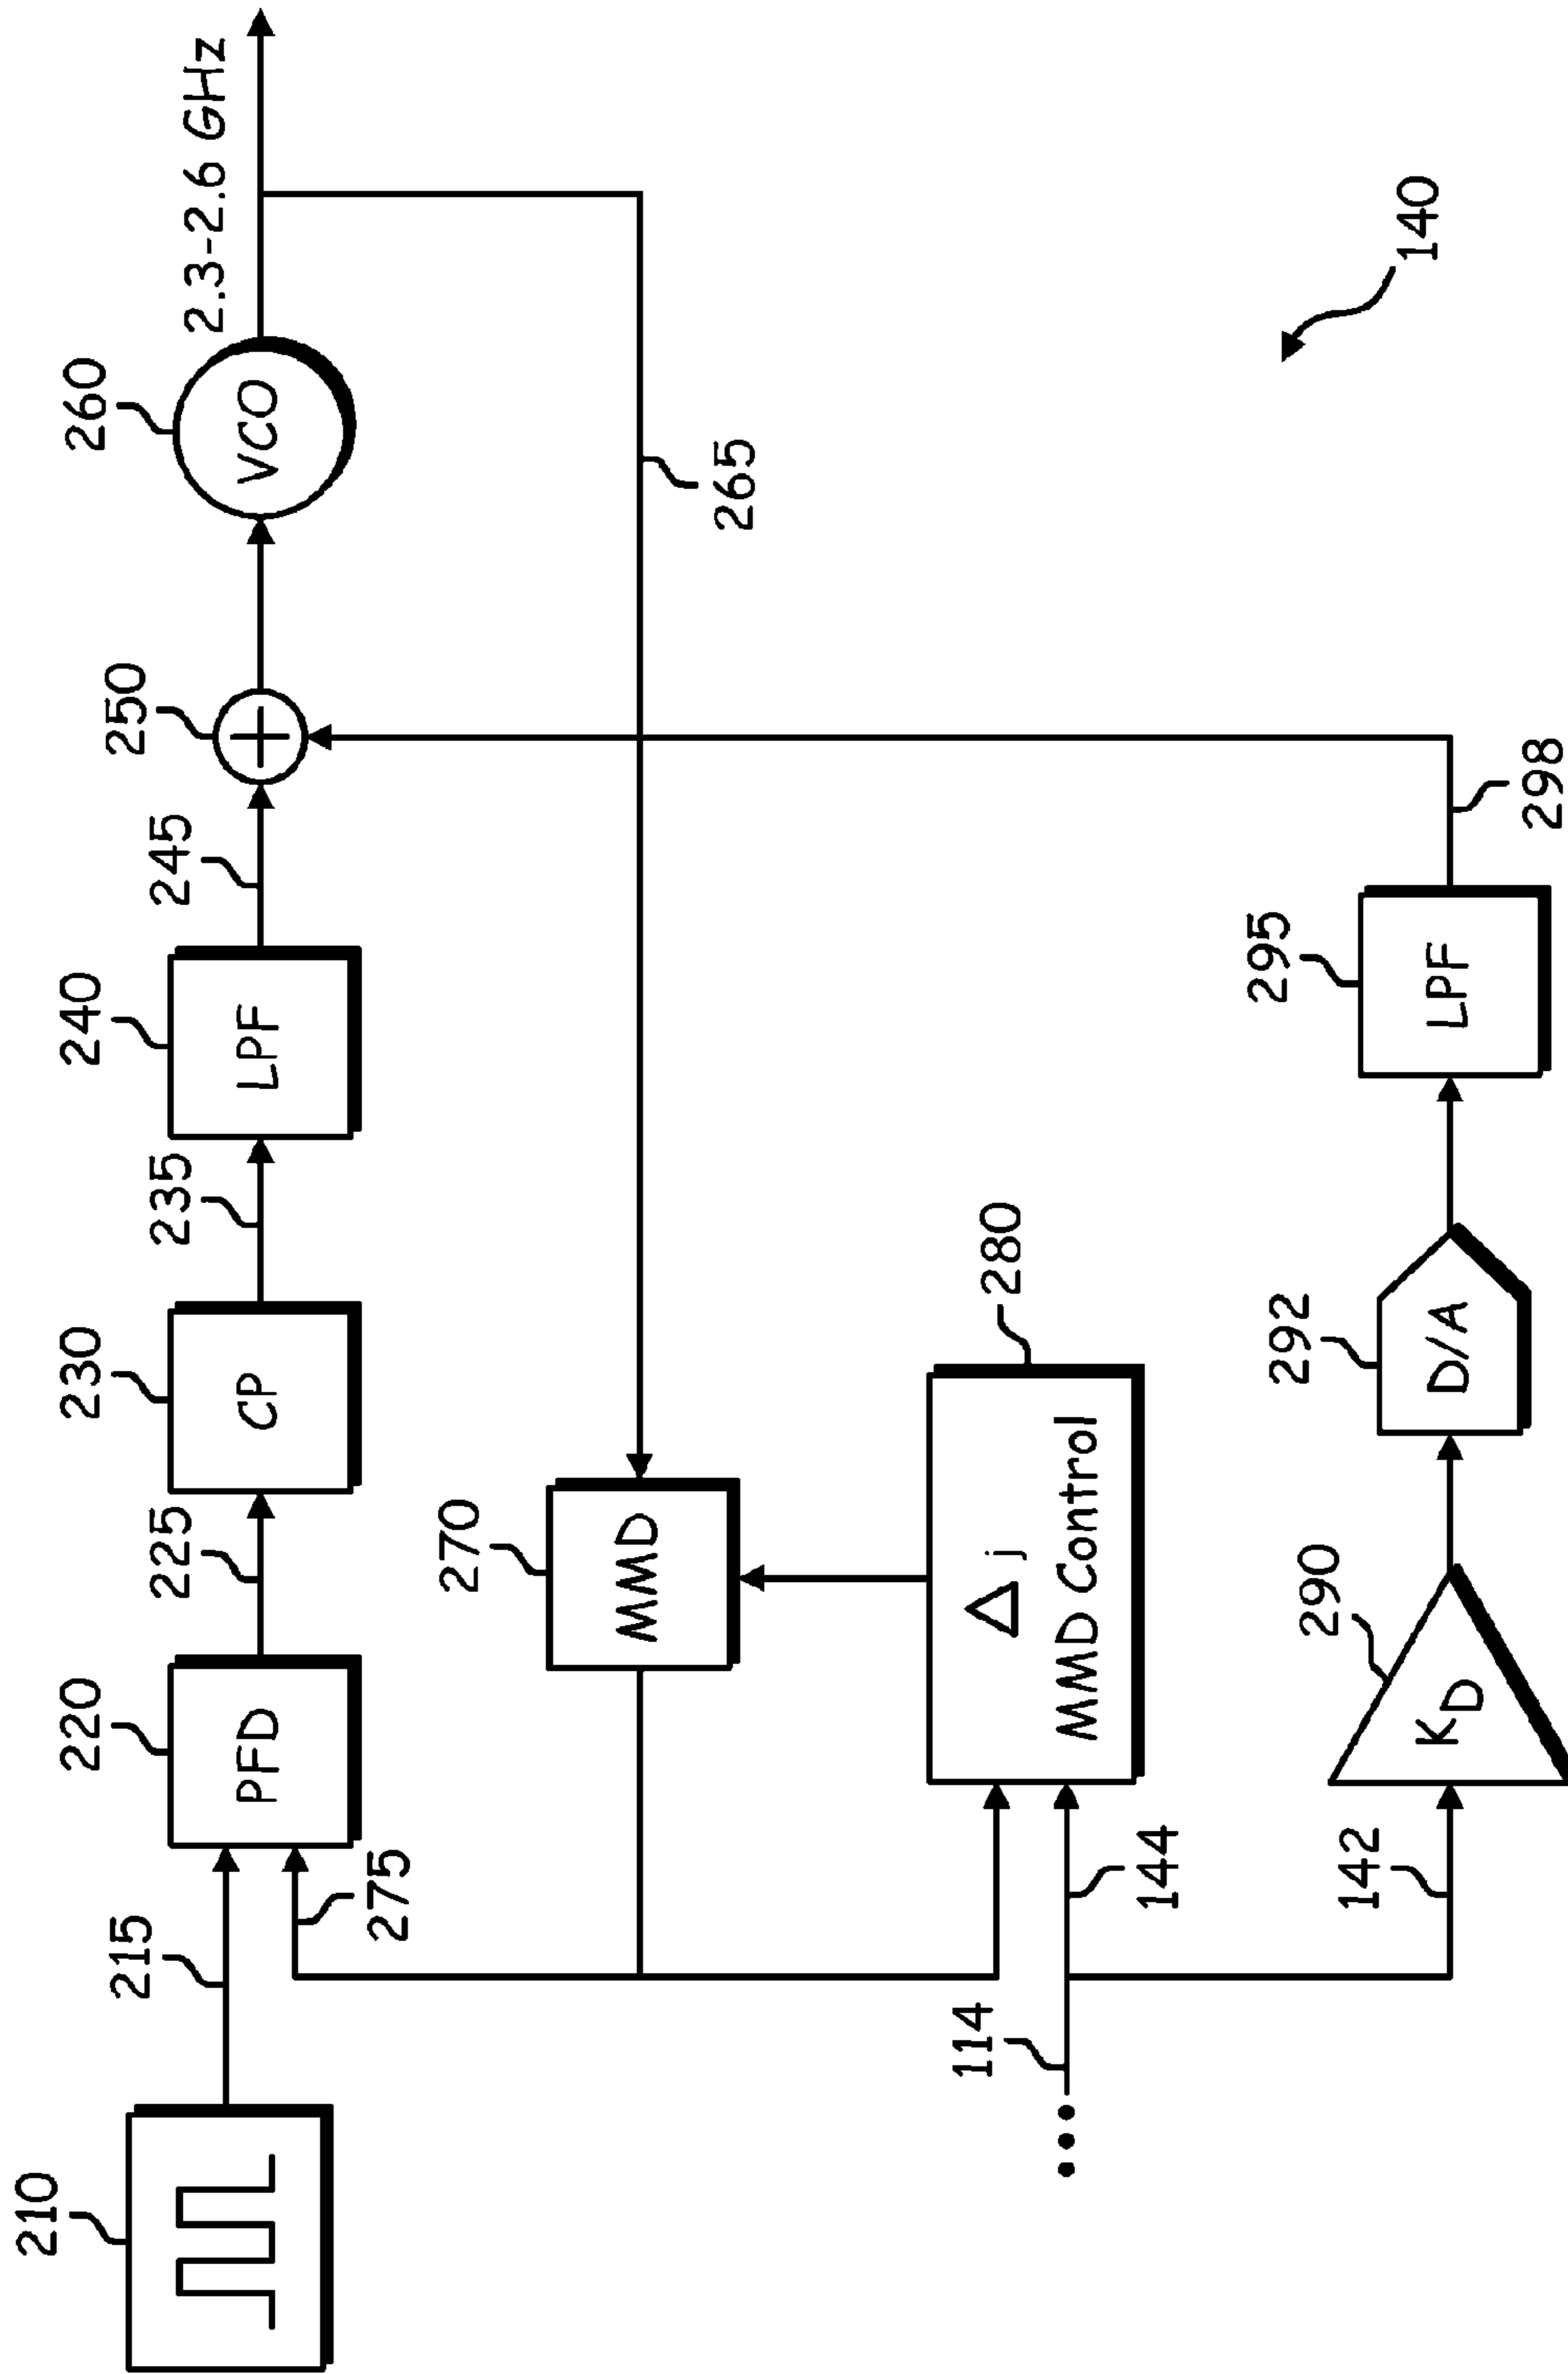 210
215
220
PFD
225
230
CP
235
240
LPF
245
250
260
VCO
2.3-2.6 GHz
275
270
MMD
265
114
144
Δj
MMD Control
280
142
290
KD
292
D/A
295
LPF
298
140